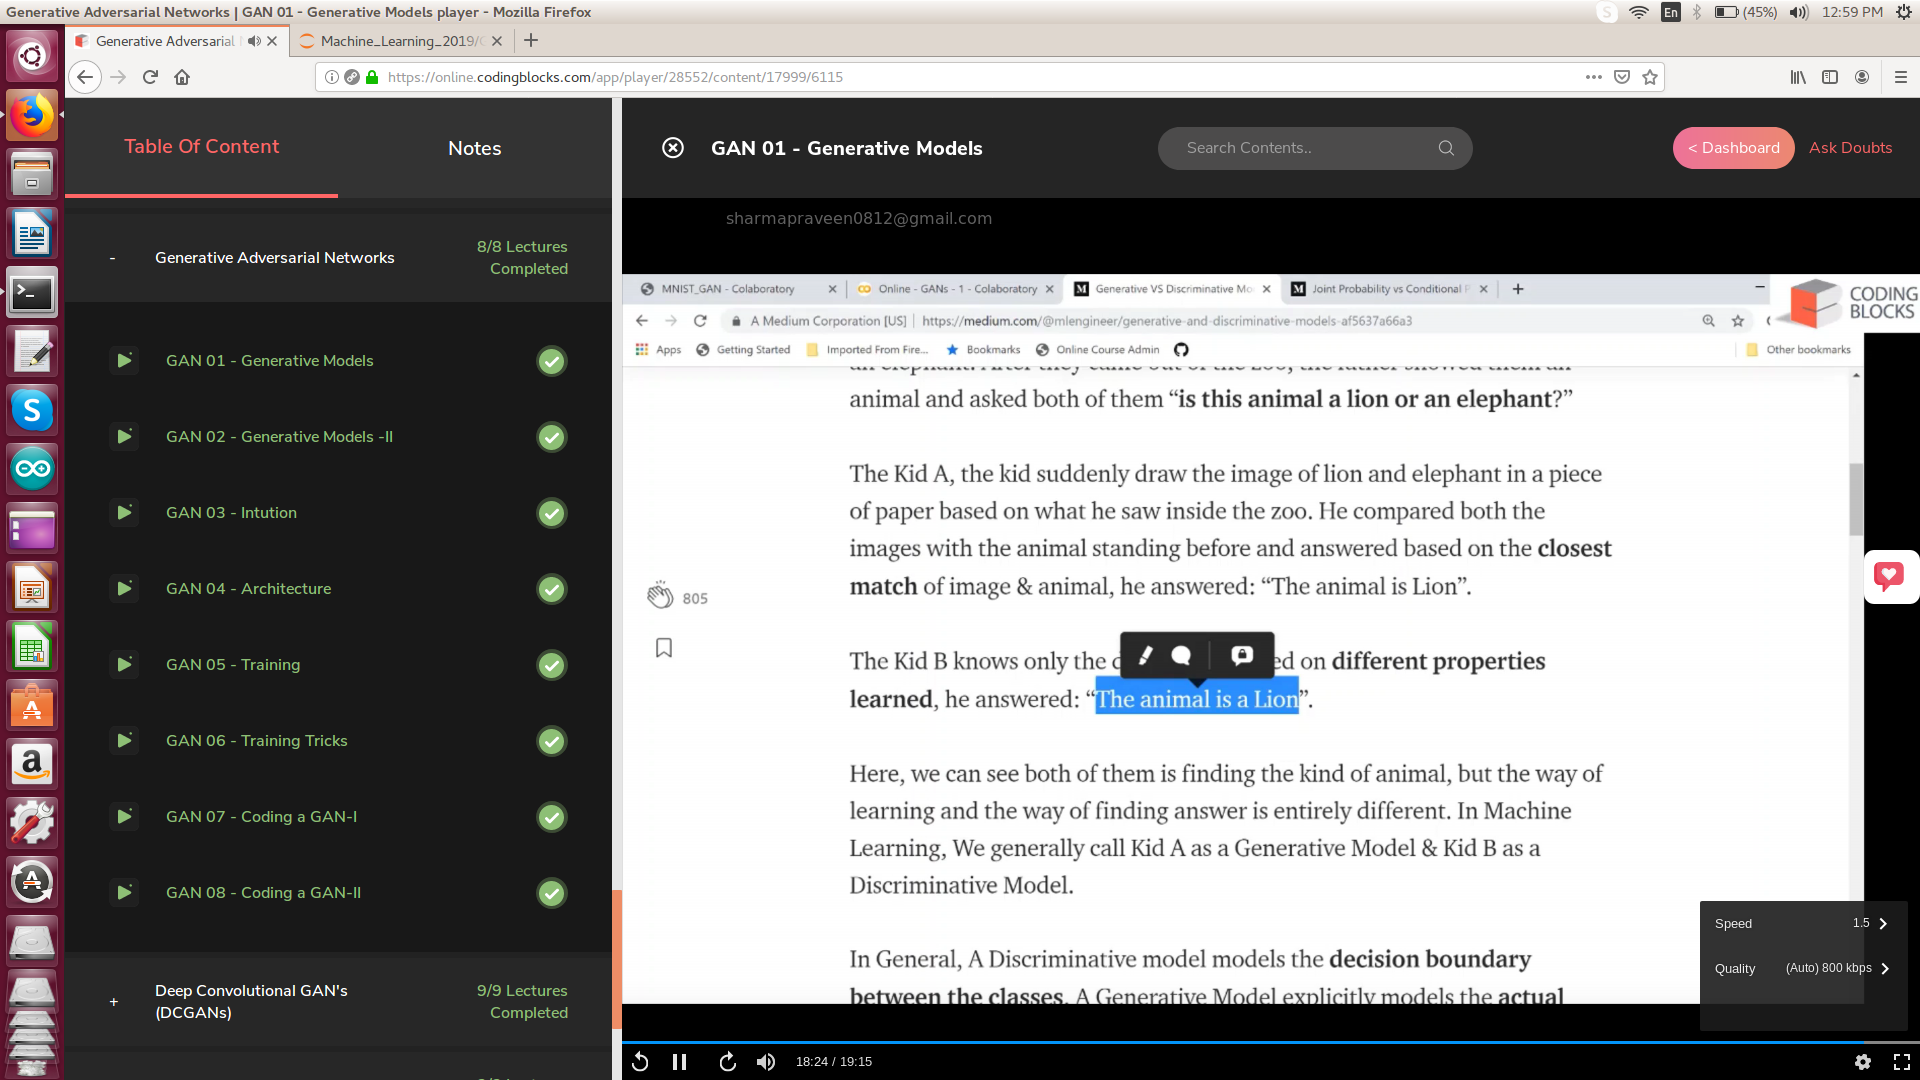 Generative Adversarial Networks | GAN 01 - Generative Models player - Mozilla Firefox
En
(45%)
12:59 PM
Generative Adversarial
Machine_Learning_2019/
https://online.codingblocks.com/app/player/28552/content/17999/6115
Table Of Content
Notes
- Generative Adversarial Networks
8/8 Lectures
Completed
GAN 01 - Generative Models
GAN 02 - Generative Models -II
GAN 03 - Intution
GAN 04 - Architecture
GAN 05 - Training
GAN 06 - Training Tricks
GAN 07 - Coding a GAN-I
GAN 08 - Coding a GAN-II
+ Deep Convolutional GAN's
(DCGANs)
9/9 Lectures
Completed
GAN 01 - Generative Models
Search Contents..
< Dashboard
Ask Doubts
sharmapraveen0812@gmail.com
MNIST_GAN - Colaboratory
Online - GANs - 1 - Colaboratory
Generative VS Discriminative Mo
Joint Probability vs Conditional P
CODING
BLOCKS
A Medium Corporation [US] | https://medium.com/@mlengineer/generative-and-discriminative-models-af5637a66a3
Apps
Getting Started
Imported From Fire...
Bookmarks
Online Course Admin
Other bookmarks
an elephant. After they came out of the zoo, the father showed them an
animal and asked both of them “is this animal a lion or an elephant?”
The Kid A, the kid suddenly draw the image of lion and elephant in a piece
of paper based on what he saw inside the zoo. He compared both the
images with the animal standing before and answered based on the closest
match of image & animal, he answered: “The animal is Lion”.
805
The Kid B knows only the d ed on different properties
learned, he answered: “The animal is a Lion”.
Here, we can see both of them is finding the kind of animal, but the way of
learning and the way of finding answer is entirely different. In Machine
Learning, We generally call Kid A as a Generative Model & Kid B as a
Discriminative Model.
In General, A Discriminative model models the decision boundary
between the classes. A Generative Model explicitly models the actual
Speed 1.5
Quality (Auto) 800 kbps
18:24 / 19:15